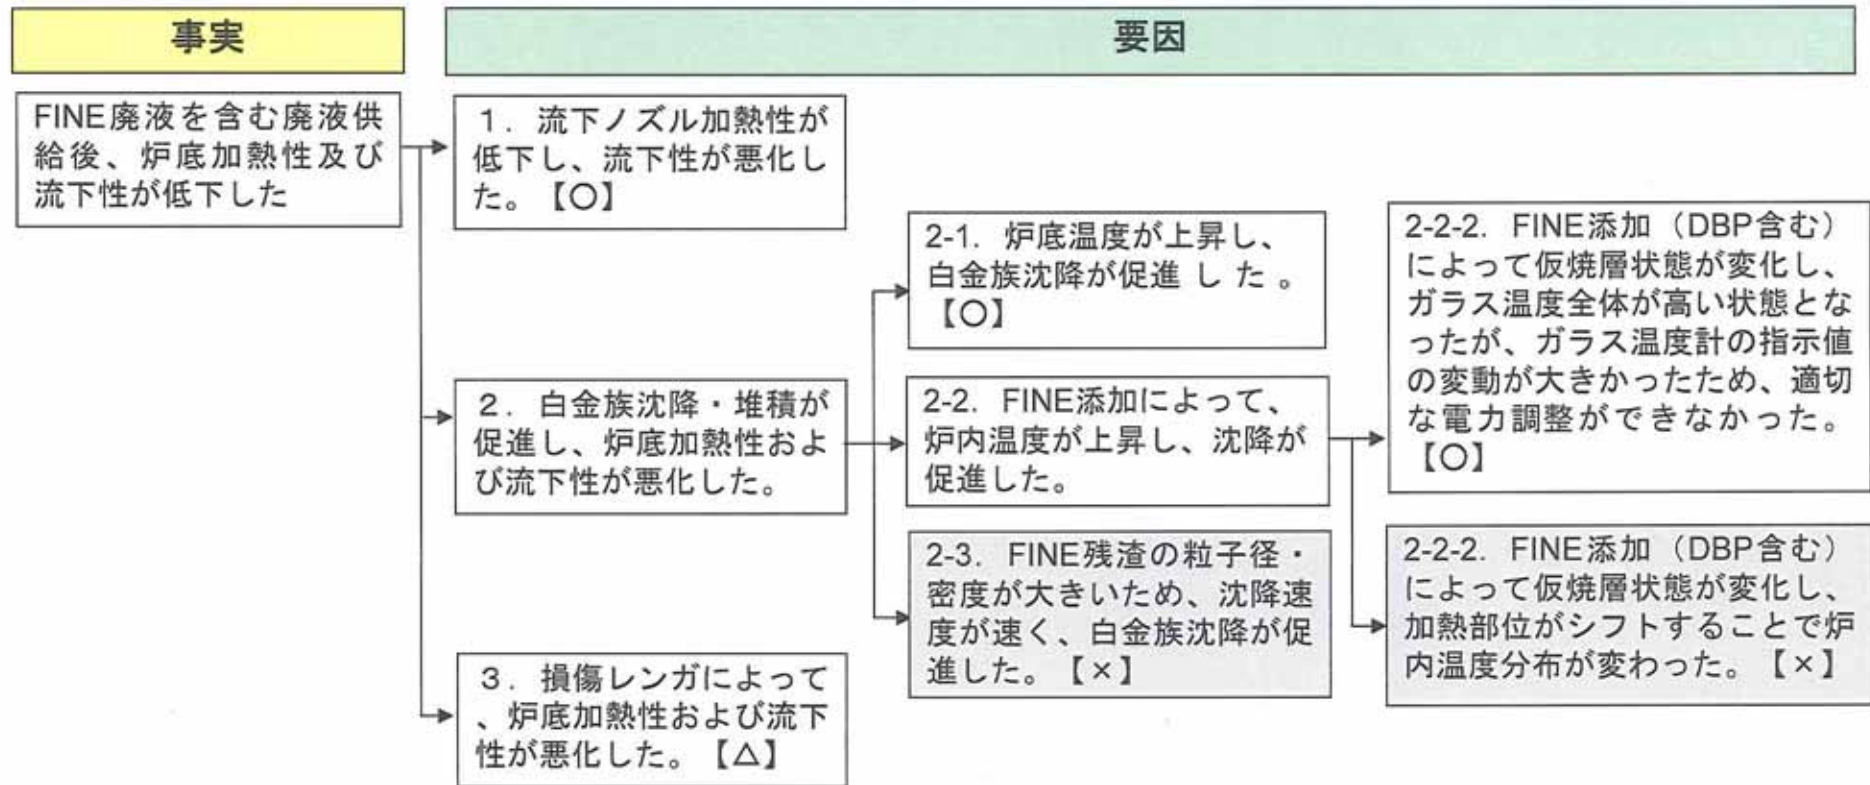 事実
要因
FINE廃液を含む廃液供
給後、炉底加熱性及び
流下性が低下した
1．流下ノズル加熱性が
低下し、流下性が悪化し
た。【〇】
2．白金族沈降・堆積が
促進し、炉底加熱性およ
び流下性が悪化した。
3．損傷レンガによって
、炉底加熱性および流下
性が悪化した。【△】
2-1．炉底温度が上昇し、
白金族沈降が促進した。
【〇】
2-2．FINE添加によって、
炉内温度が上昇し、沈降が
促進した。
2-3．FINE残渣の粒子径・
密度が大きいため、沈降速
度が速く、白金族沈降が促
進した。【×】
2-2-2．FINE添加（DBP含む）
によって仮焼層状態が変化し、
ガラス温度全体が高い状態とな
ったが、ガラス温度計の指示値
の変動が大きかったため、適切
な電力調整ができなかった。
【〇】
2-2-2．FINE添加（DBP含む）
によって仮焼層状態が変化し、
加熱部位がシフトすることで炉
内温度分布が変わった。【×】